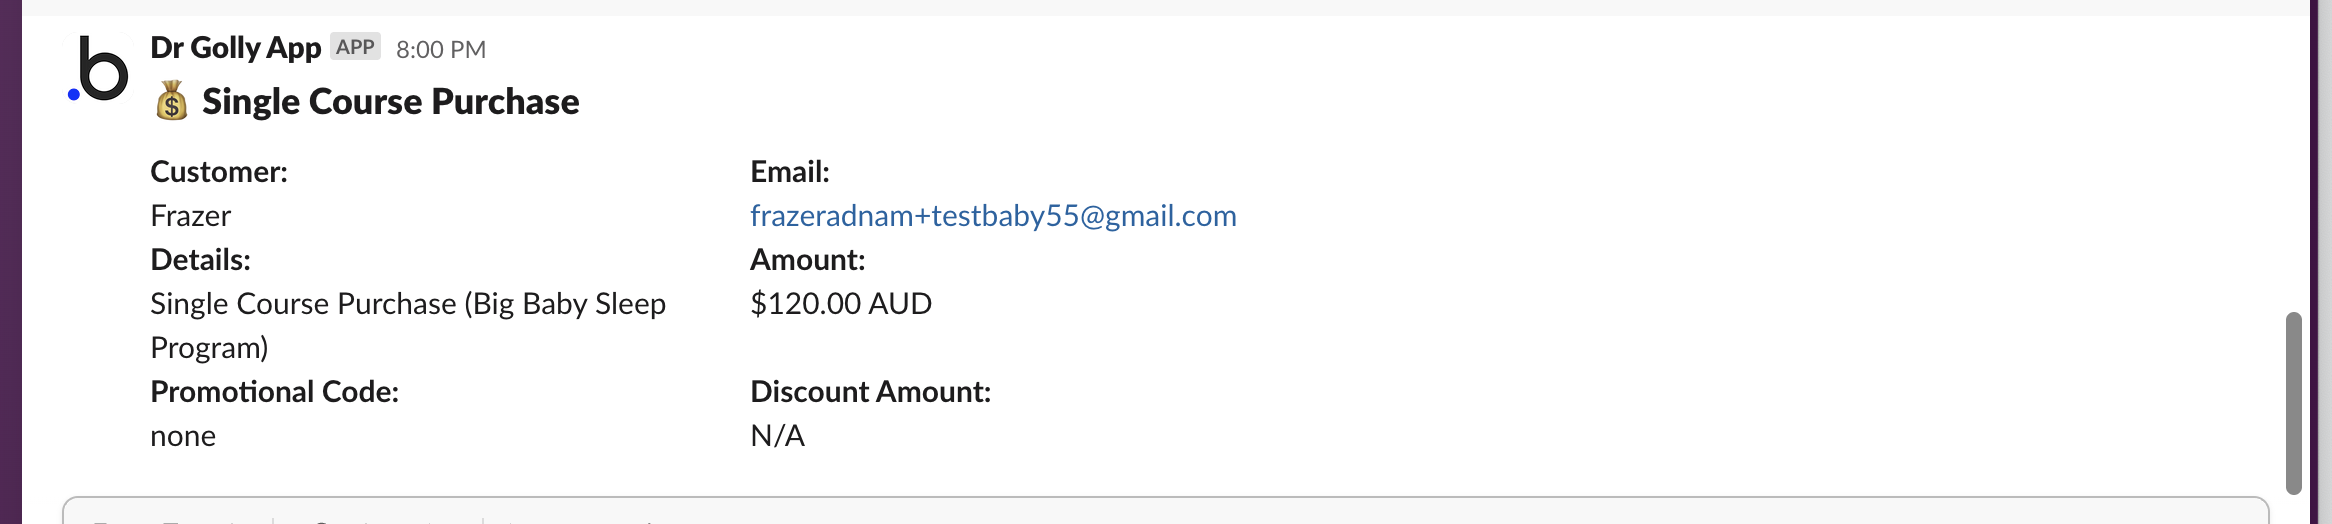 Dr Golly App APP 8:00 PM
💰 Single Course Purchase
Customer:
Frazer
Email:
frazeradnam+testbaby55@gmail.com
Details:
Single Course Purchase (Big Baby Sleep
Program)
Amount:
$120.00 AUD
Promotional Code:
none
Discount Amount:
N/A